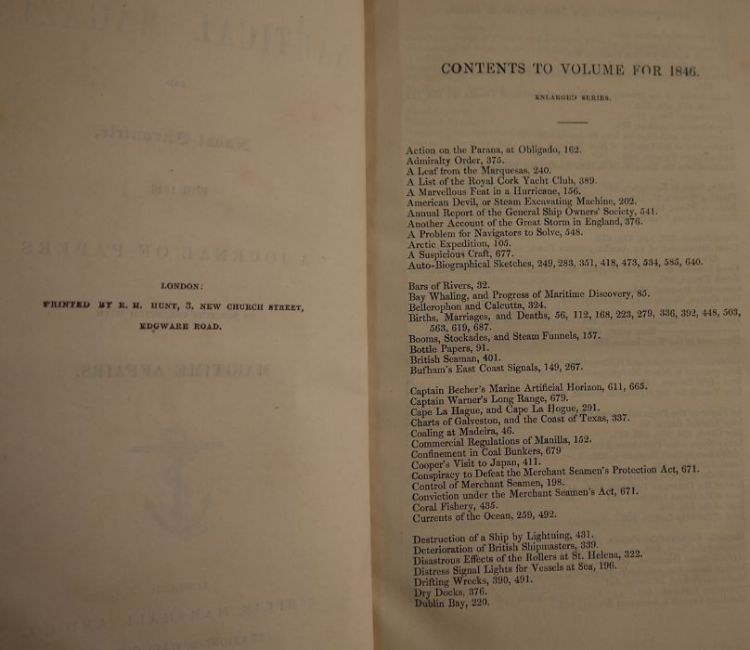 LONDON:
PRINTED BY E. H. HUNT, 3, NEW CHURCH STREET,
EDGWARE ROAD.
CONTENTS TO VOLUME FOR 1846.
ENLARGED SERIES.
Action on the Parana, at Obligado, 162.
Admiralty Order, 375.
A Leaf from the Marquesas, 240.
A List of the Royal Cork Yacht Club, 389.
A Marvellous Feat in a Hurricane, 156.
American Devil, or Steam Excavating Machine, 202.
Annual Report of the General Ship Owners' Society, 541.
Another Account of the Great Storm in England, 376.
A Problem for Navigators to Solve, 548.
Arctic Expedition, 105.
A Suspicious Craft, 677.
Auto-Biographical Sketches, 249, 283, 351, 418, 473, 534, 585, 640.
Bars of Rivers, 32.
Bay Whaling, and Progress of Maritime Discovery, 85.
Bellerophon and Calcutta, 324.
Births, Marriages, and Deaths, 56, 112, 168, 223, 279, 336, 392, 448, 503,
563, 619, 687.
Booms, Stockades, and Steam Funnels, 157.
Bottle Papers, 91.
British Seaman, 401.
Bufham's East Coast Signals, 149, 267.
Captain Becher's Marine Artificial Horizon, 611, 665.
Captain Warner's Long Range, 679.
Cape La Hague, and Cape La Hogue, 291.
Charts of Galveston, and the Coast of Texas, 337.
Coaling at Madeira, 46.
Commercial Regulations of Manilla, 152.
Confinement in Coal Bunkers, 679
Cooper's Visit to Japan, 411.
Conspiracy to Defeat the Merchant Seamen's Protection Act, 671.
Control of Merchant Seamen, 198.
Conviction under the Merchant Seamen's Act, 671.
Coral Fishery, 435.
Currents of the Ocean, 259, 492.
Destruction of a Ship by Lightning, 431.
Deterioration of British Shipmasters, 339.
Disastrous Effects of the Rollers at St. Helena, 322.
Distress Signal Lights for Vessels at Sea, 196.
Drifting Wrecks, 390, 491.
Dry Docks, 376.
Dublin Bay, 220.